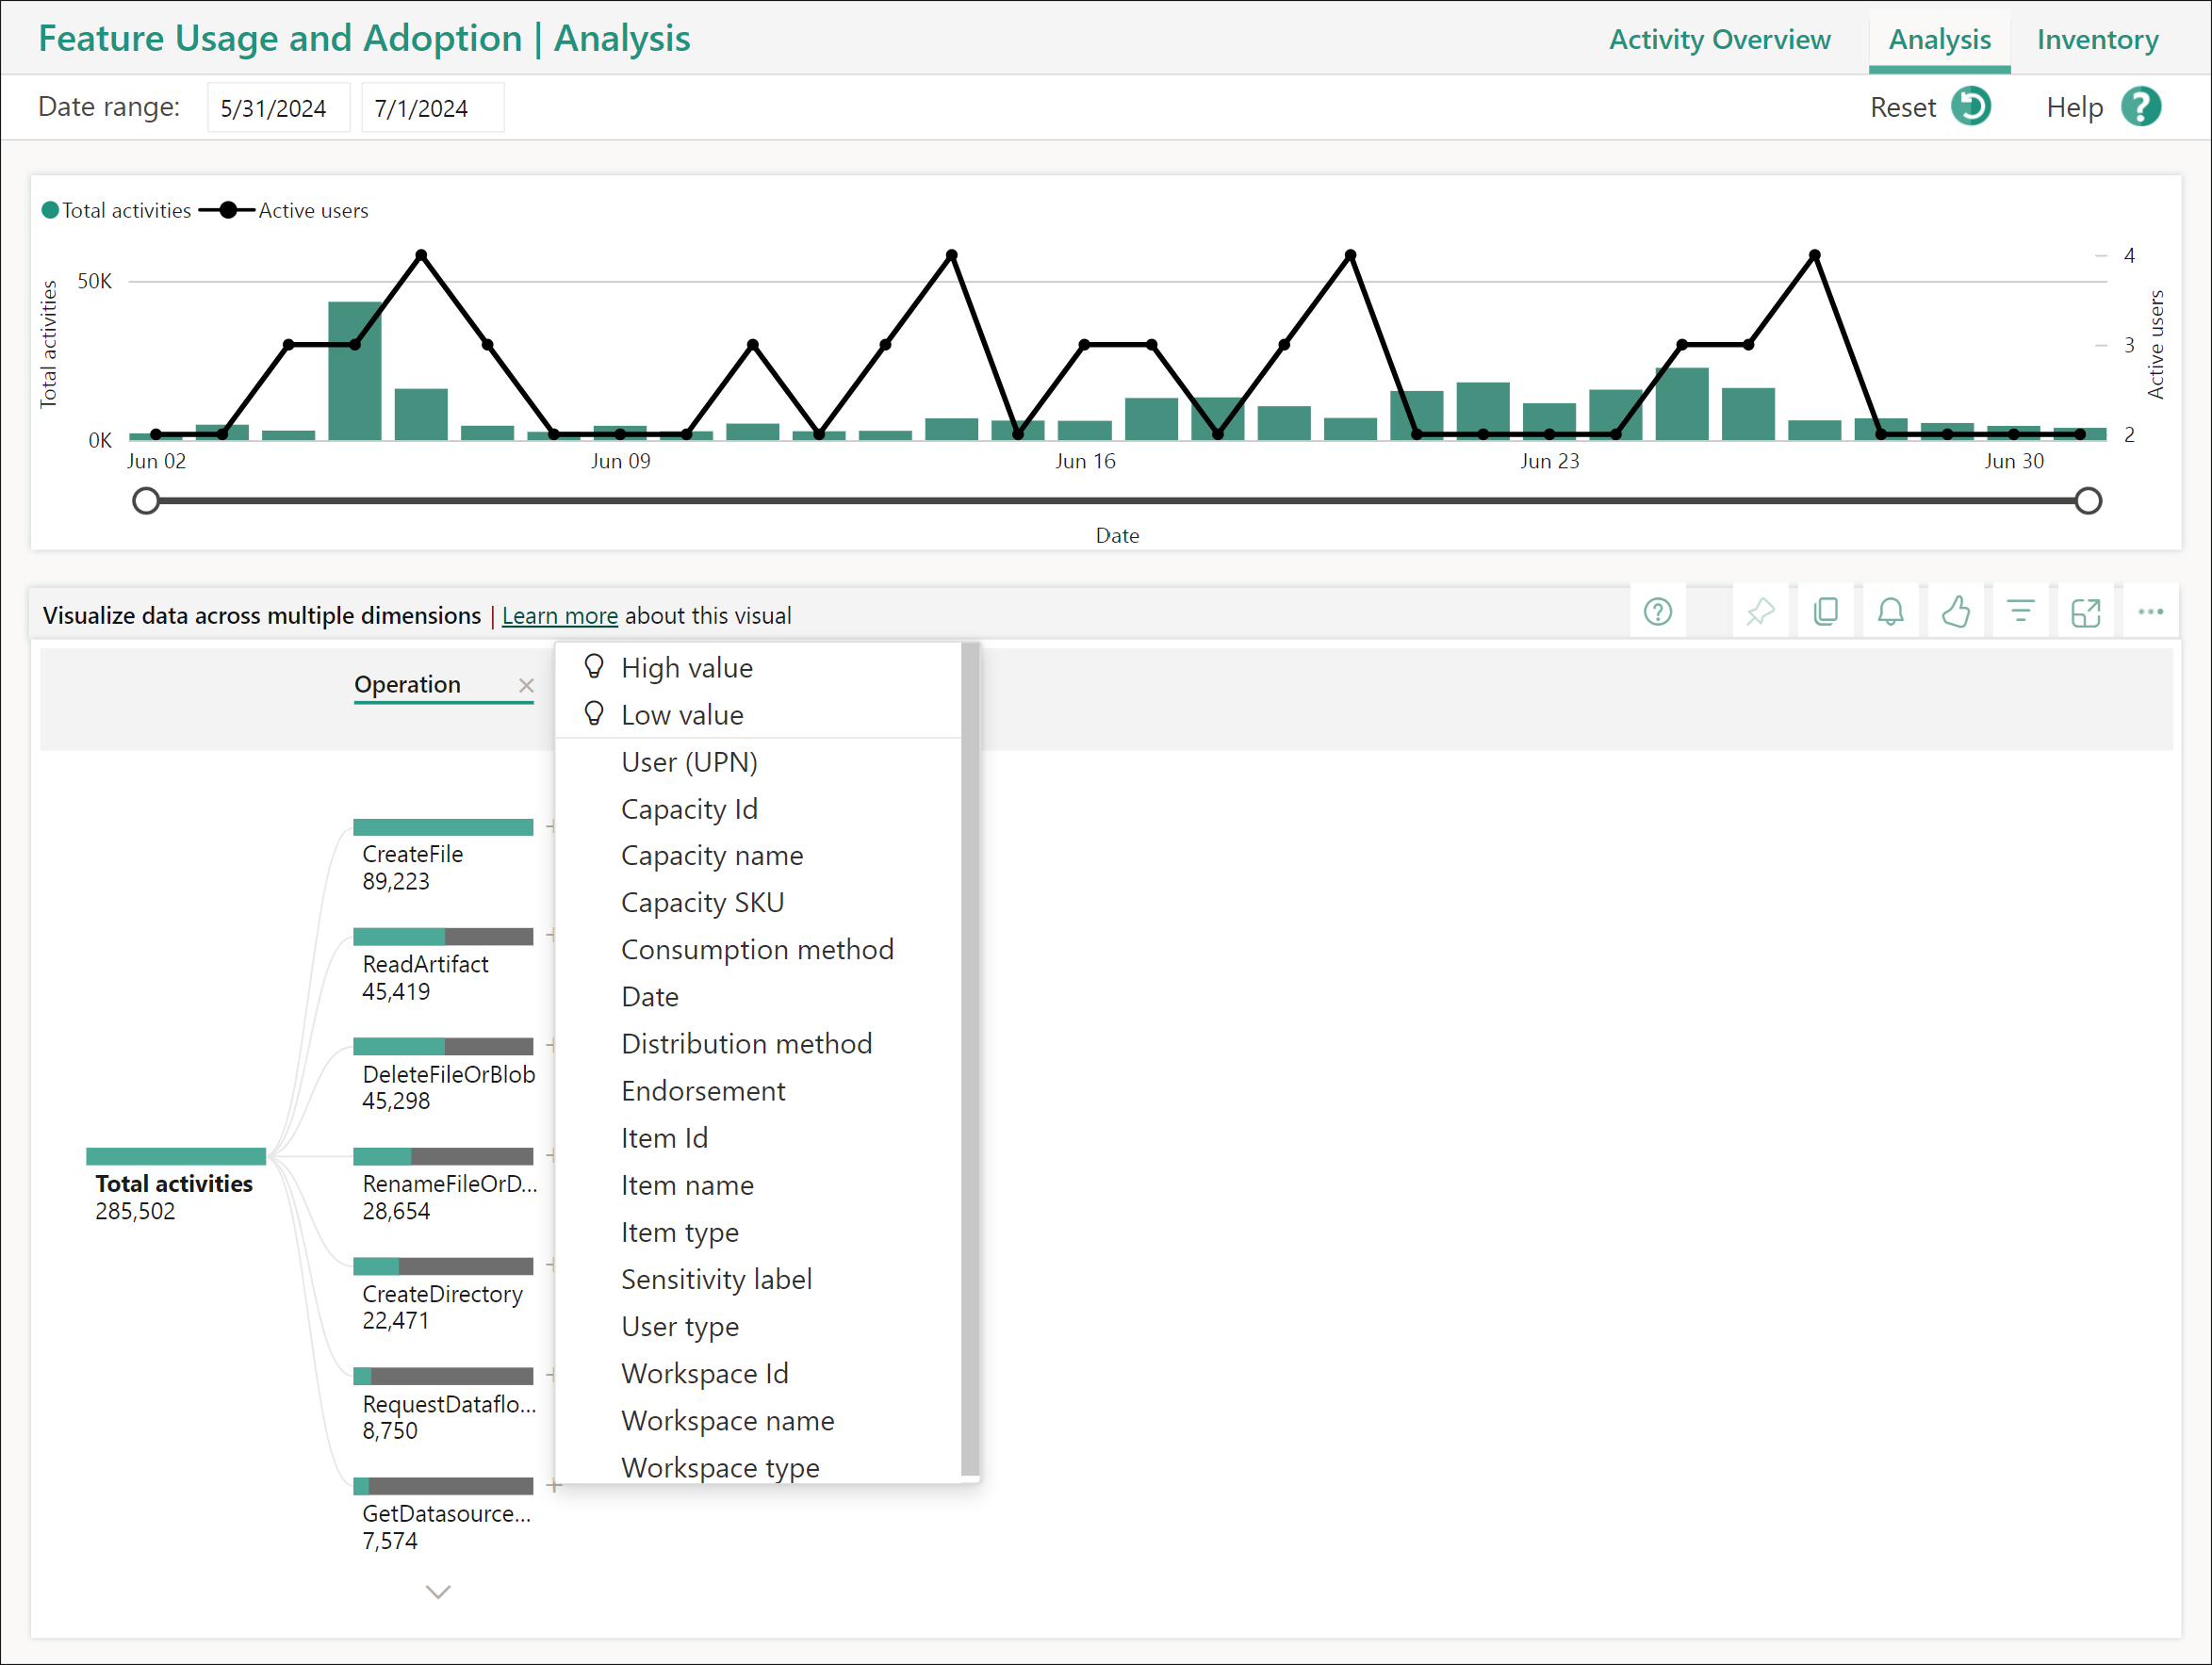 Feature Usage and Adoption | Analysis
Activity Overview
Analysis
Inventory
Date range:
5/31/2024
7/1/2024
Reset
Help
Total activities
Active users
Total activities
50K
0K
4
3
2
Active users
Jun 02
Jun 09
Jun 16
Jun 23
Jun 30
Date
Visualize data across multiple dimensions | Learn more about this visual
Operation
High value
Low value
User (UPN)
Capacity Id
Capacity name
Capacity SKU
Consumption method
Date
Distribution method
Endorsement
Item Id
Item name
Item type
Sensitivity label
User type
Workspace Id
Workspace name
Workspace type
Total activities
285,502
CreateFile
89,223
ReadArtifact
45,419
DeleteFileOrBlob
45,298
RenameFileOrD...
28,654
CreateDirectory
22,471
RequestDataflo...
8,750
GetDatasource...
7,574